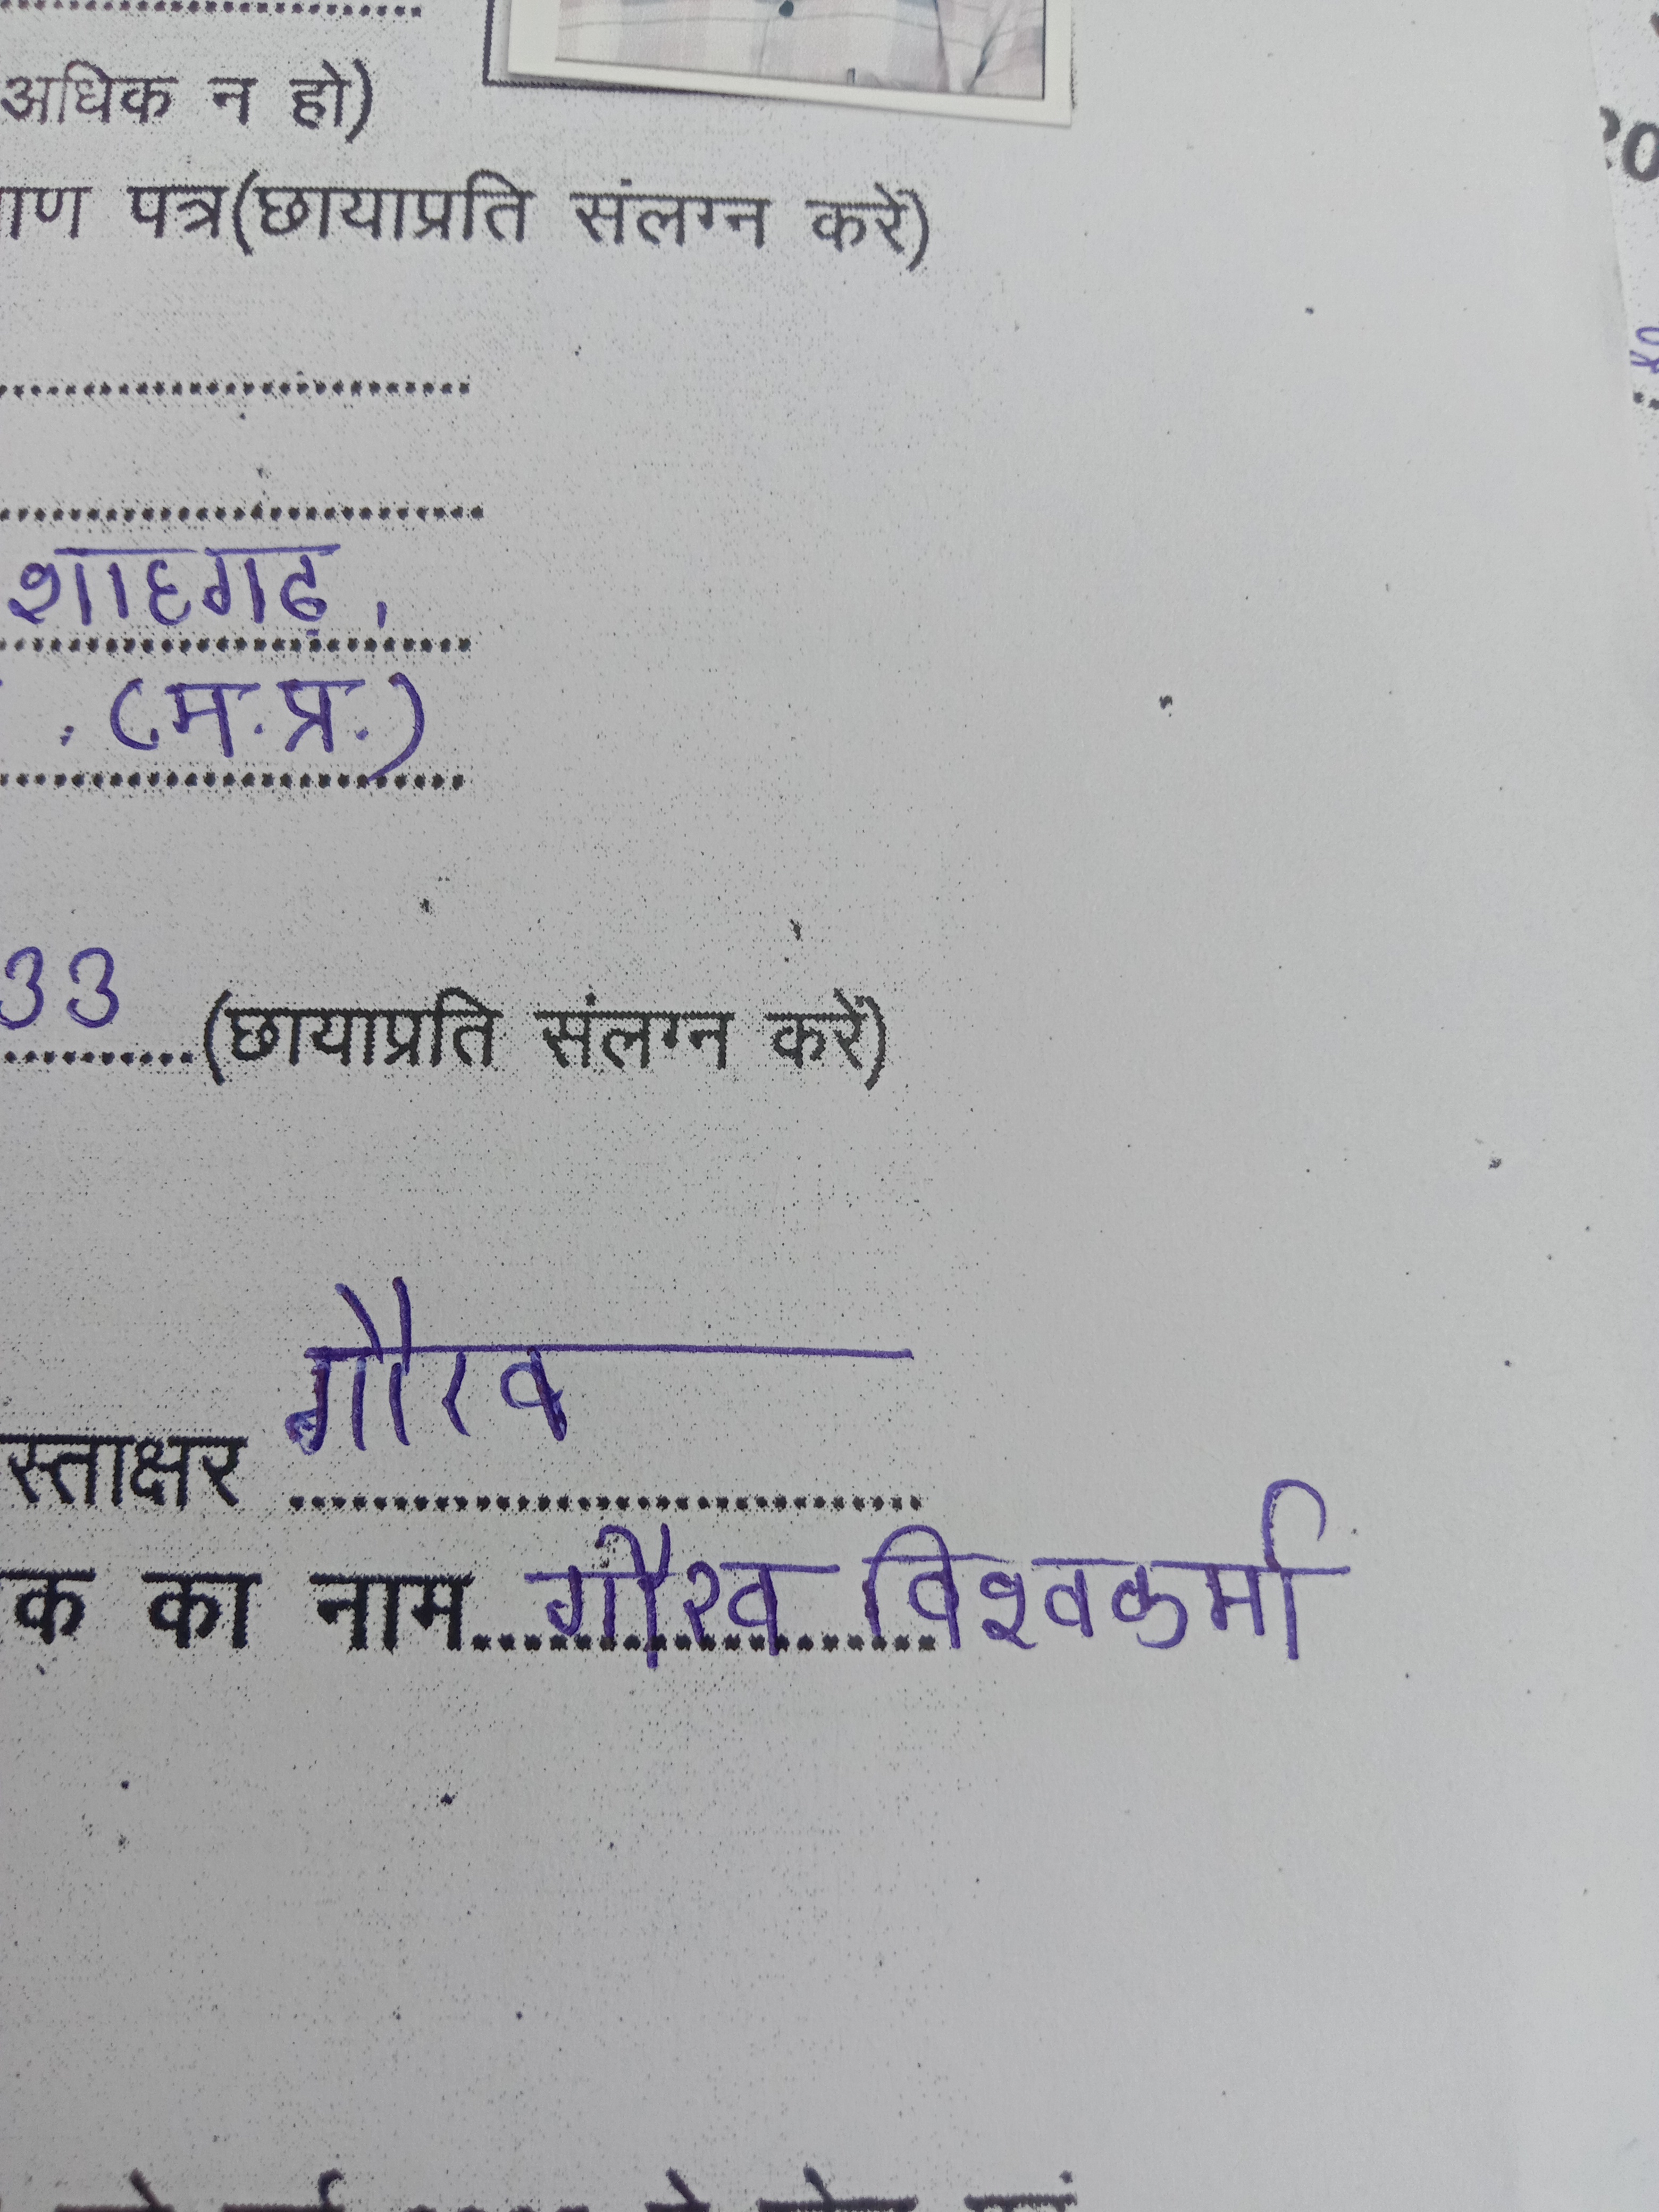 अधिक न हो)
पत्र(छायाप्रति संलग्न करें)
शाहगढ़,
(म.प्र.)
33 (छायाप्रति संलग्न करें)
गौरव
स्ताक्षर
क का नाम गौरव विश्वकर्मा